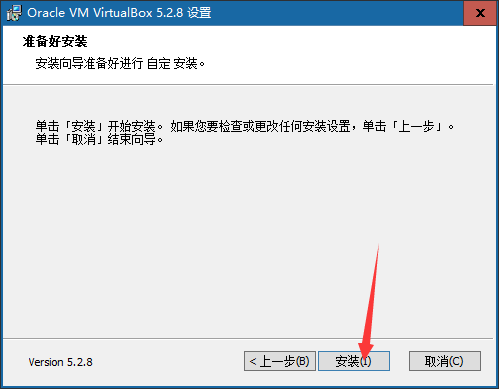 Oracle VM VirtualBox 5.2.8 设置
准备好安装
安装向导准备好进行 自定 安装。
单击「安装」开始安装。 如果您要检查或更改任何安装设置，单击「上一步」。
单击「取消」结束向导。
Version 5.2.8
< 上一步(B)
安装(I)
取消(C)